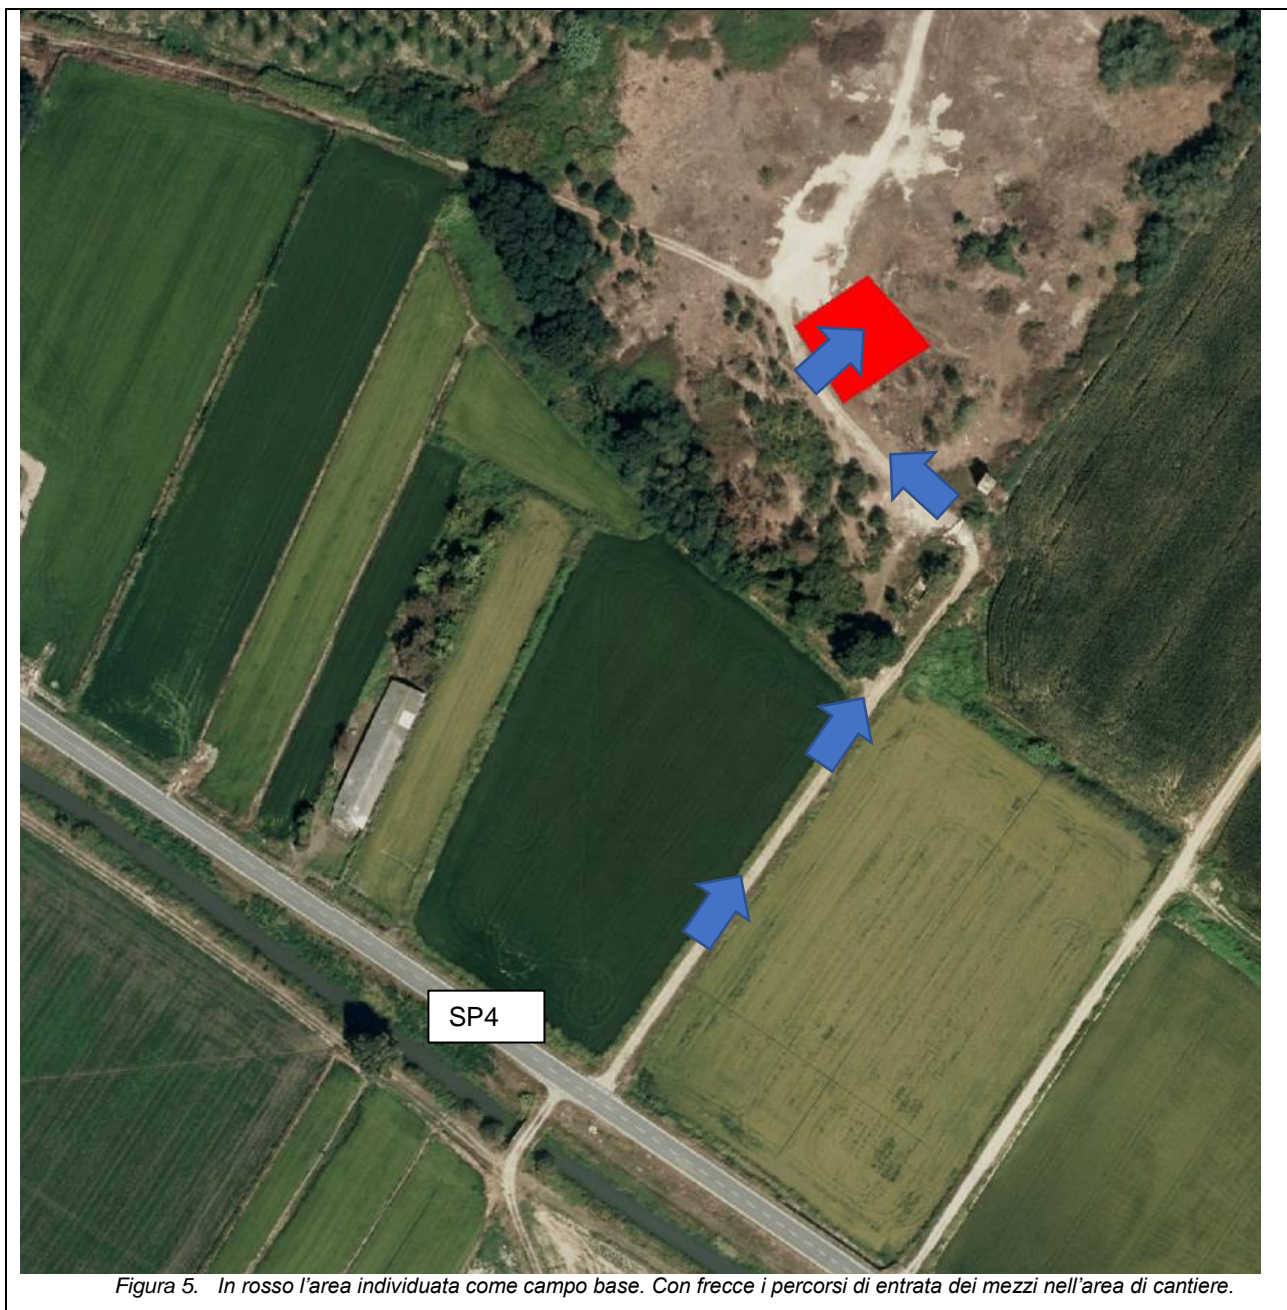 SP4
Figura 5. In rosso l'area individuata come campo base. Con frecce i percorsi di entrata dei mezzi nell'area di cantiere.